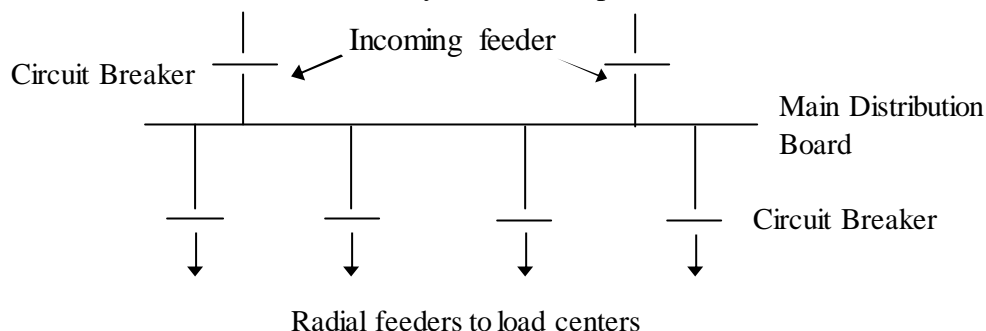 Incoming feeder
Circuit Breaker
Main Distribution
Board
Circuit Breaker
Radial feeders to load centers